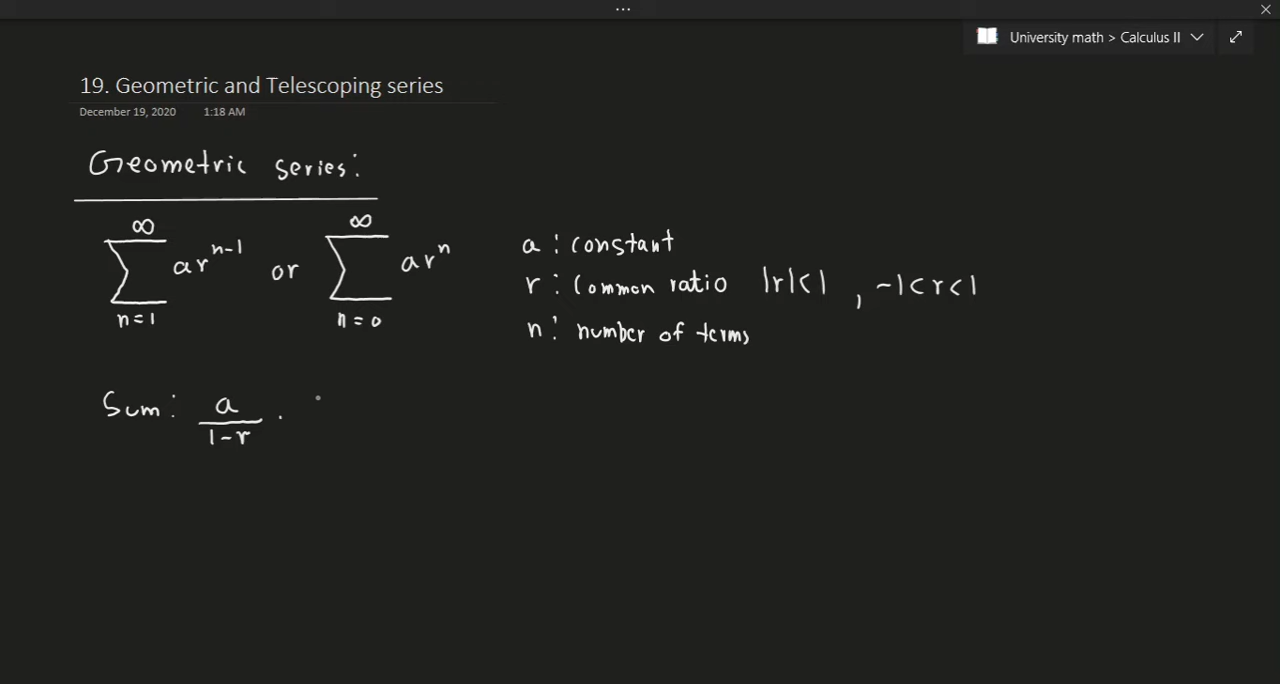 ...
University math > Calculus II
19. Geometric and Telescoping series
December 19, 2020 1:18 AM
Geometric series:
∞ ∞
∑ ar^{n-1} or ∑ ar^n
n=1 n=0
a: constant
r: Common ratio |r|<1, -1<r<1
n: number of terms
Sum: a/(1-r).